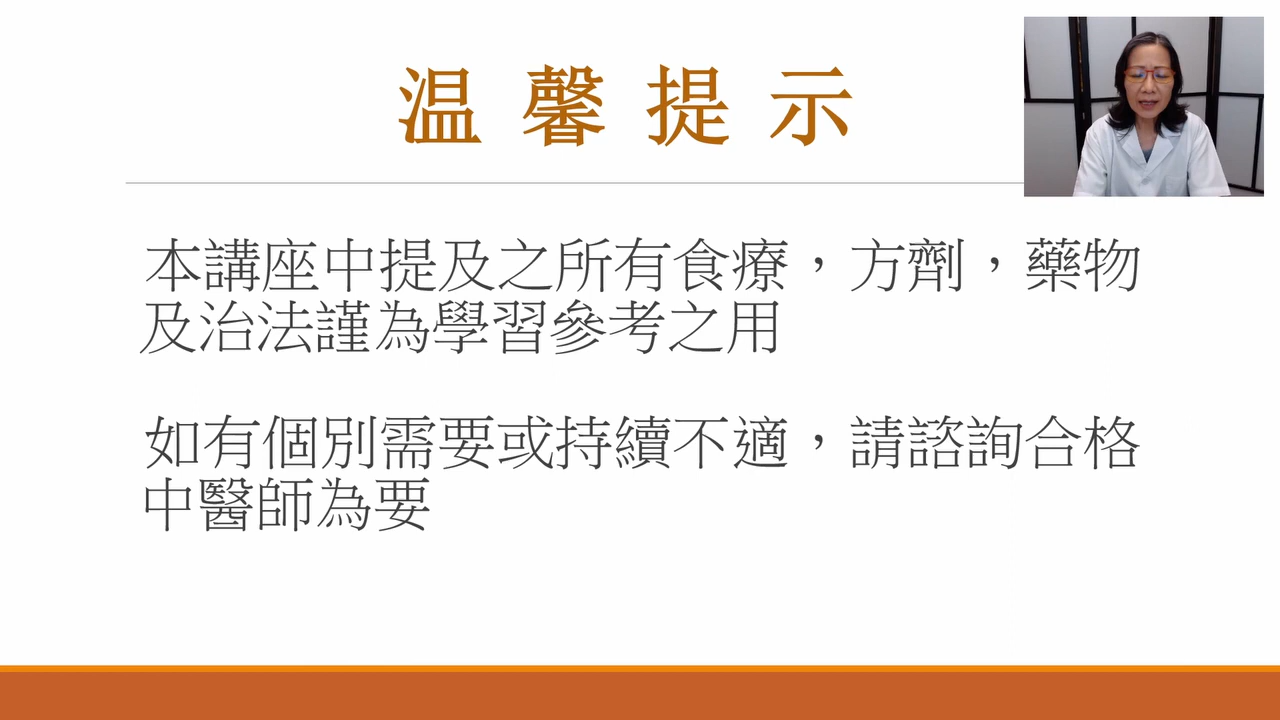 温馨提示
本講座中提及之所有食療，方劑，藥物
及治法謹為學習參考之用
如有個別需要或持續不適，請諮詢合格
中醫師為要